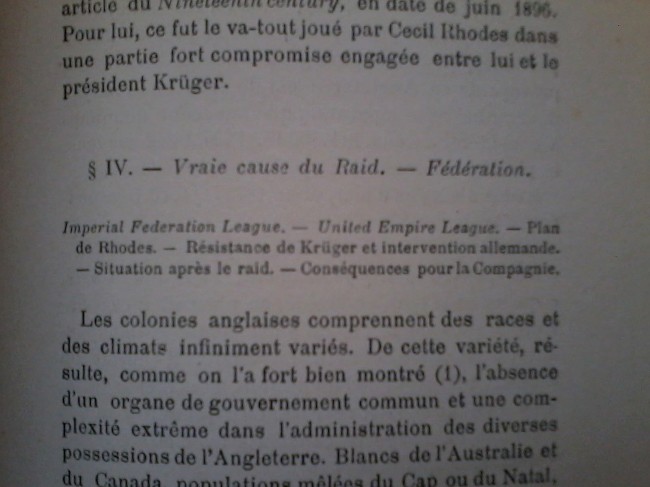 article du Nineteenth century, en date de juin 1896.
Pour lui, ce fut le va-tout joué par Cecil Rhodes dans
une partie fort compromise engagée entre lui et le
président Krüger.
§ IV. — Vraie cause du Raid. — Fédération.
Imperial Federation League. — United Empire League. — Plan
de Rhodes. — Résistance de Krüger et intervention allemande.
— Situation après le raid. — Conséquences pour la Compagnie.
Les colonies anglaises comprennent des races et
des climats infiniment variés. De cette variété, ré-
sulte, comme on l'a fort bien montré (1), l'absence
d'un organe de gouvernement commun et une com-
plexité extrême dans l'administration des diverses
possessions de l'Angleterre. Blancs de l'Australie et
du Canada, populations mêlées du Cap ou du Natal,